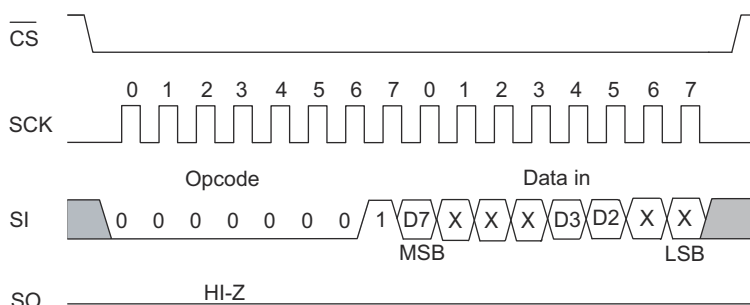 CS
0 1 2 3 4 5 6 7 0 1 2 3 4 5 6 7
SCK
Opcode Data in
SI 0 0 0 0 0 0 0 1 D7 X X X D3 D2 X X
MSB LSB
HI-Z
SO